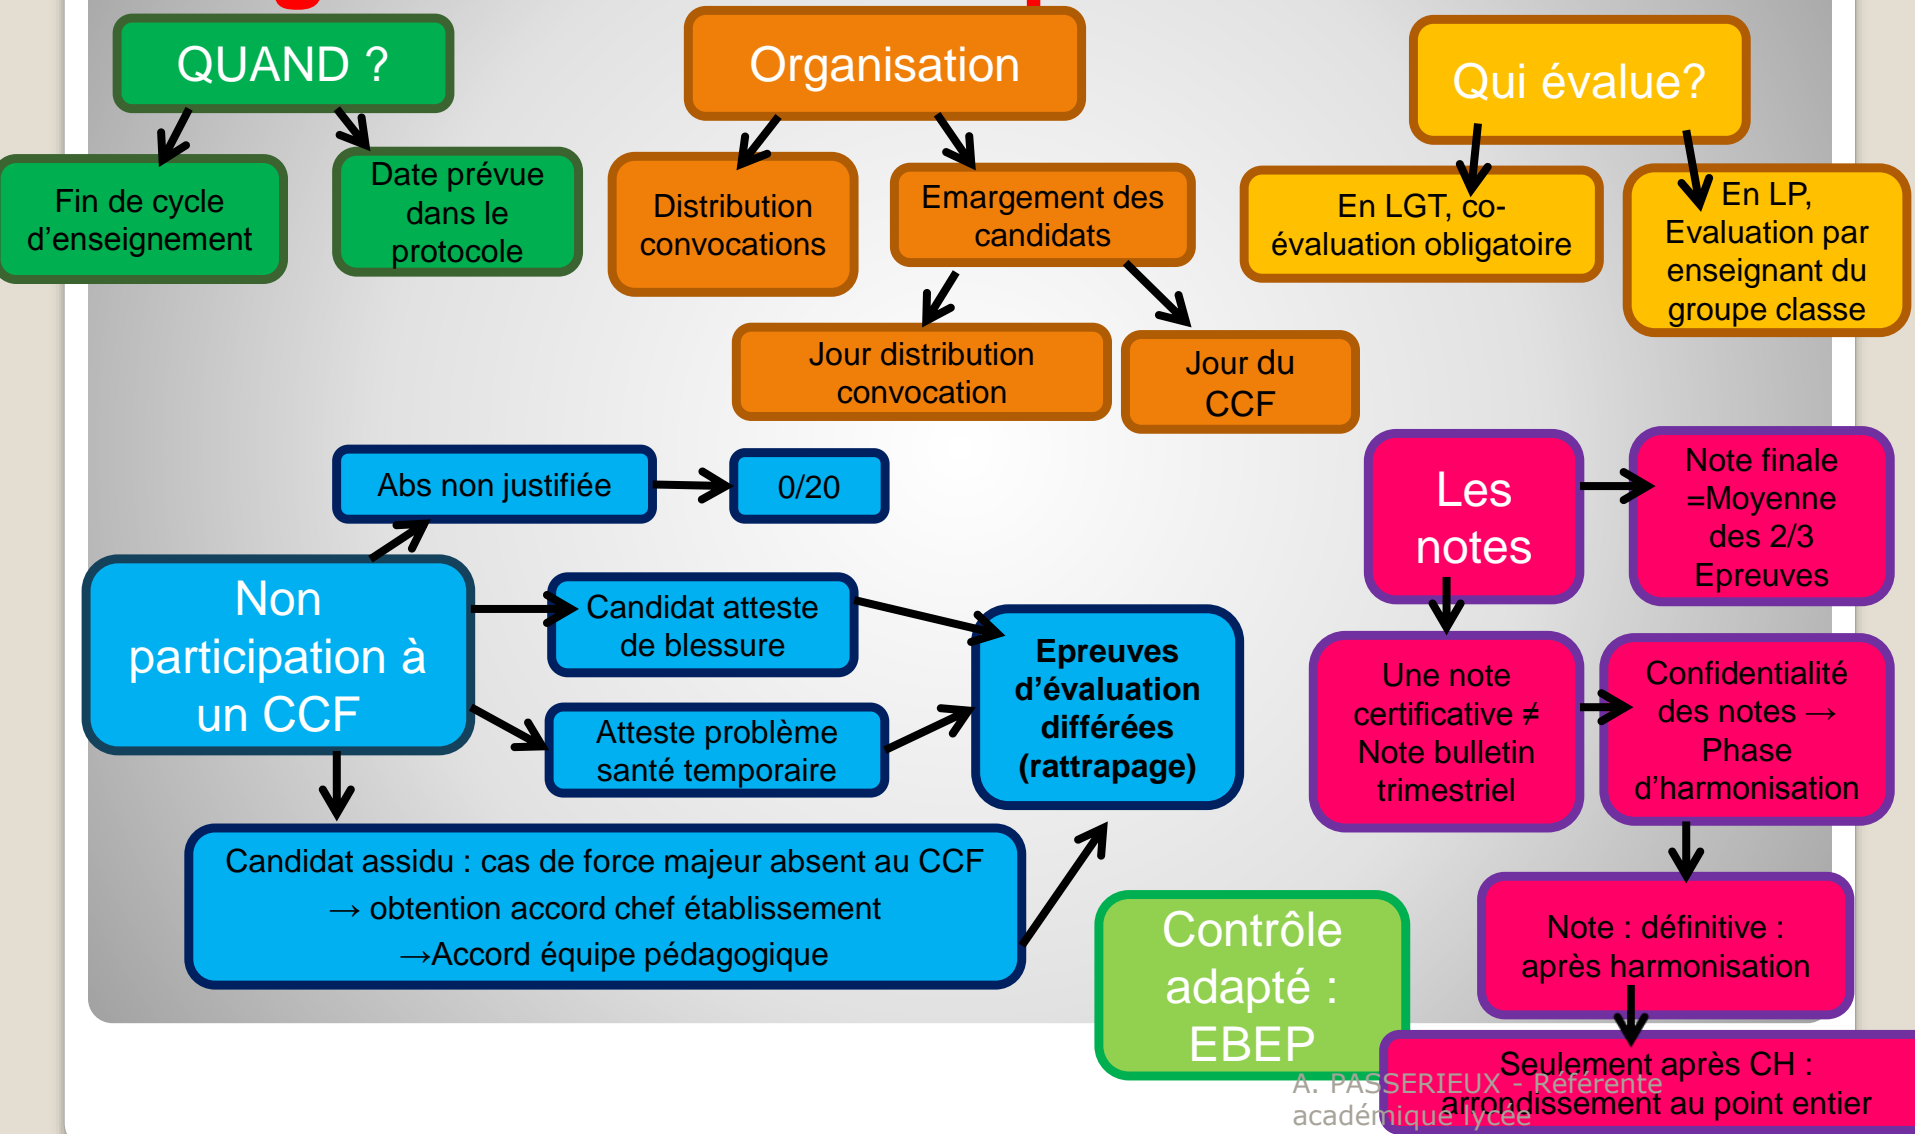 QUAND ?
Organisation
Qui évalue?
Fin de cycle
d'enseignement
Date prévue
dans le
protocole
Distribution
convocations
Emargement des
candidats
En LGT, co-
évaluation obligatoire
En LP,
Evaluation par
enseignant du
groupe classe
Jour distribution
convocation
Jour du
CCF
Abs non justifiée
0/20
Les
notes
Note finale
=Moyenne
des 2/3
Epreuves
Non
participation à
un CCF
Candidat atteste
de blessure
Atteste problème
santé temporaire
Epreuves
d'évaluation
différées
(rattrapage)
Une note
certificative ≠
Note bulletin
trimestriel
Confidentialité
des notes →
Phase
d'harmonisation
Candidat assidu : cas de force majeur absent au CCF
→ obtention accord chef établissement
→Accord équipe pédagogique
Contrôle
adapté :
EBEP
Note : définitive :
après harmonisation
Seulement après CH :
arrondissement au point entier
A. PASSERIEUX - Référente
académique lycée